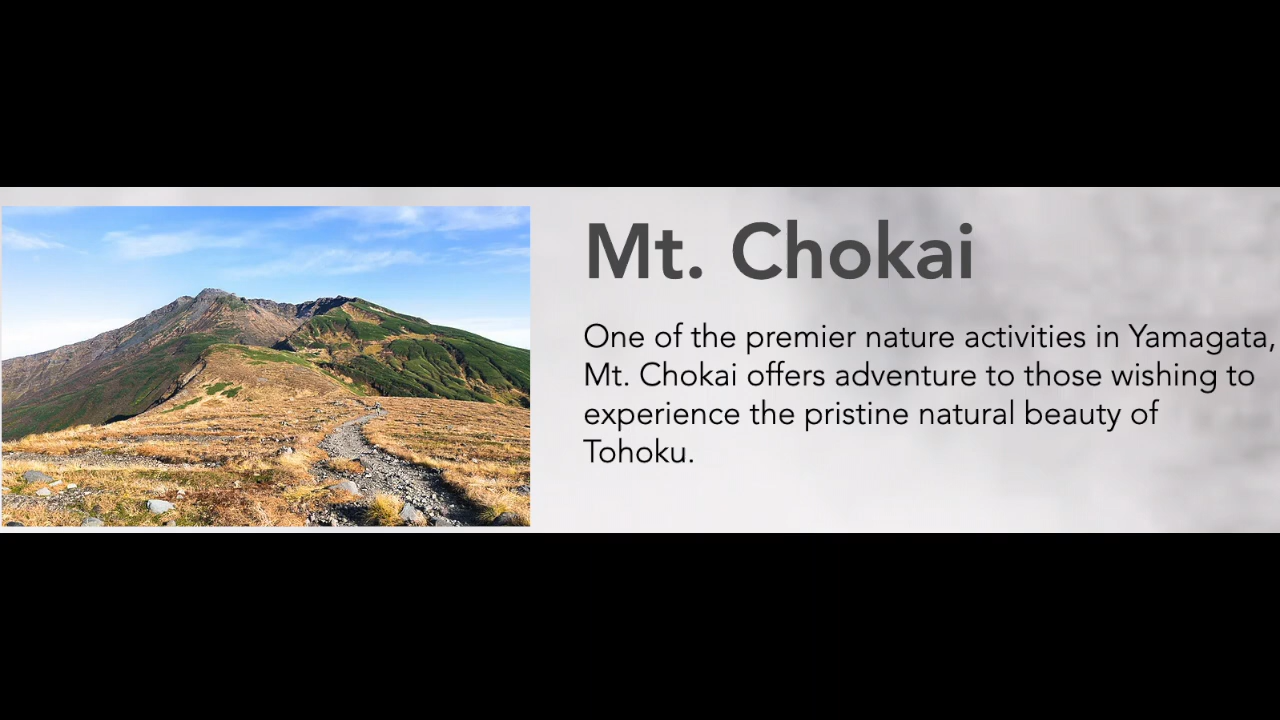 Mt. Chokai
One of the premier nature activities in Yamagata,
Mt. Chokai offers adventure to those wishing to
experience the pristine natural beauty of
Tohoku.